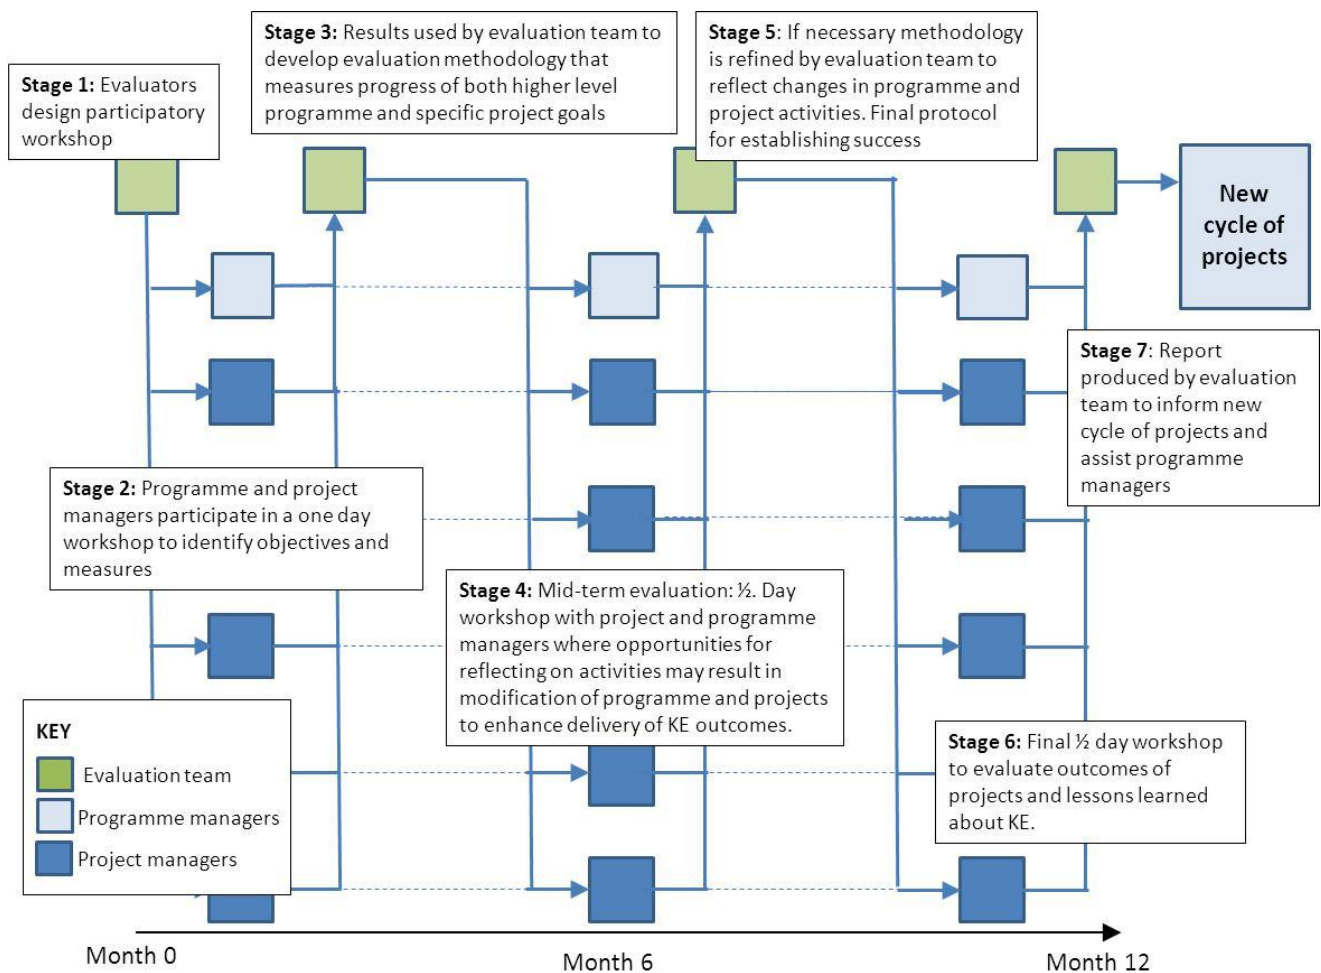 Stage 1: Evaluators
design participatory
workshop
Stage 3: Results used by evaluation team to
develop evaluation methodology that
measures progress of both higher level
programme and specific project goals
Stage 5: If necessary methodology
is refined by evaluation team to
reflect changes in programme and
project activities. Final protocol
for establishing success
New
cycle of
projects
Stage 7: Report
produced by evaluation
team to inform new
cycle of projects and
assist programme
managers
Stage 2: Programme and project
managers participate in a one day
workshop to identify objectives and
measures
Stage 4: Mid-term evaluation: ½. Day
workshop with project and programme
managers where opportunities for
reflecting on activities may result in
modification of programme and projects
to enhance delivery of KE outcomes.
Stage 6: Final ½ day workshop
to evaluate outcomes of
projects and lessons learned
about KE.
KEY
Evaluation team
Programme managers
Project managers
Month 0
Month 6
Month 12